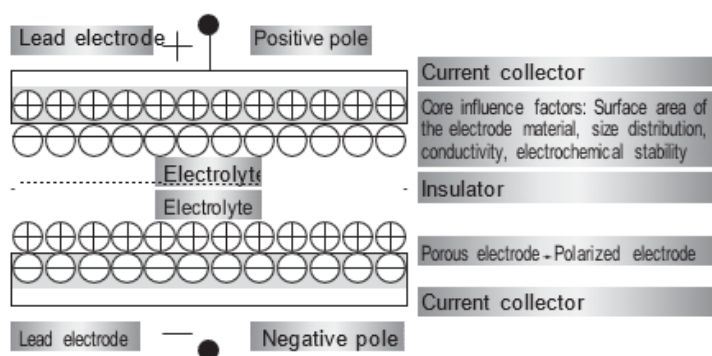 Lead electrode
+
Positive pole
Current collector
Core influence factors: Surface area of
the electrode material, size distribution,
conductivity, electrochemical stability
Electrolyte
Insulator
Electrolyte
Porous electrode - Polarized electrode
Current collector
Lead electrode
—
Negative pole